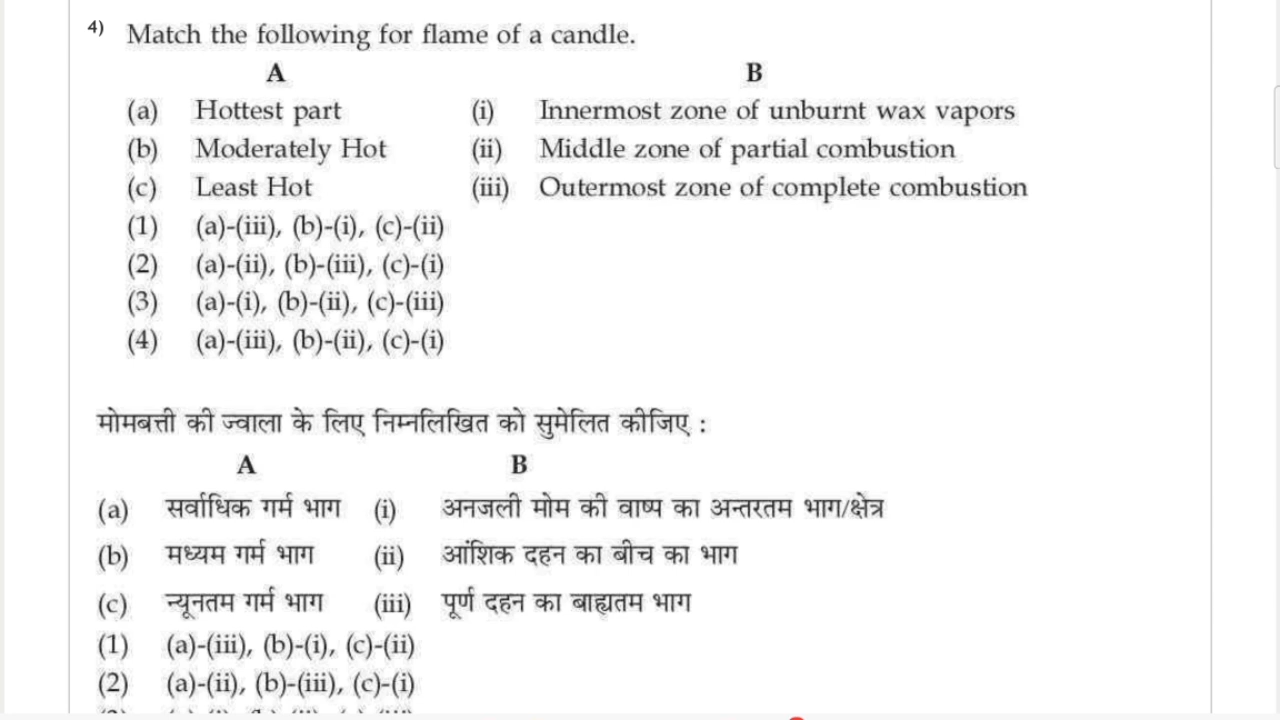 4) Match the following for flame of a candle.
A B
(a) Hottest part (i) Innermost zone of unburnt wax vapors
(b) Moderately Hot (ii) Middle zone of partial combustion
(c) Least Hot (iii) Outermost zone of complete combustion
(1) (a)-(iii), (b)-(i), (c)-(ii)
(2) (a)-(ii), (b)-(iii), (c)-(i)
(3) (a)-(i), (b)-(ii), (c)-(iii)
(4) (a)-(iii), (b)-(ii), (c)-(i)
मोमबत्ती की ज्वाला के लिए निम्नलिखित को सुमेलित कीजिए :
A B
(a) सर्वाधिक गर्म भाग (i) अनजली मोम की वाष्प का अन्तरतम भाग/क्षेत्र
(b) मध्यम गर्म भाग (ii) आंशिक दहन का बीच का भाग
(c) न्यूनतम गर्म भाग (iii) पूर्ण दहन का बाह्यतम भाग
(1) (a)-(iii), (b)-(i), (c)-(ii)
(2) (a)-(ii), (b)-(iii), (c)-(i)